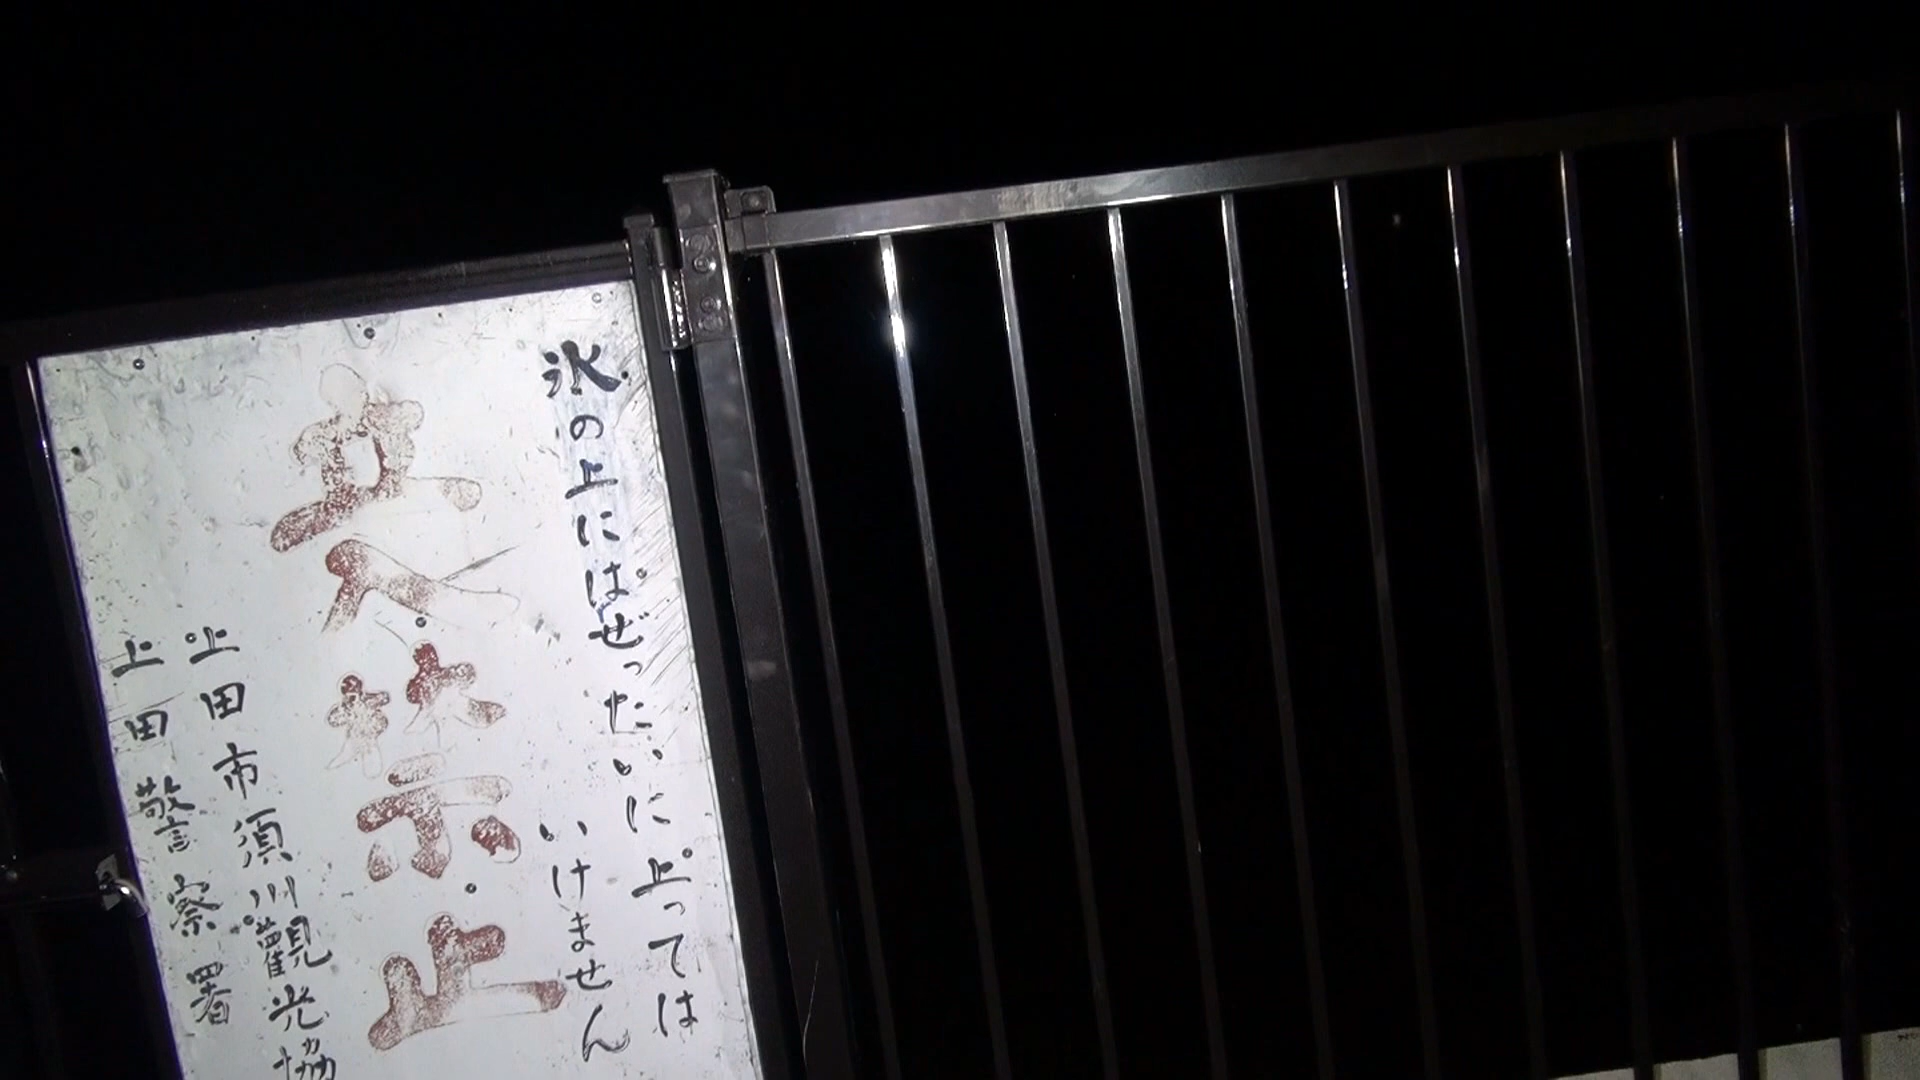 氷の上にはぜったいに上っては
いけません
立入禁止
上田市須川観光協
上田警察署